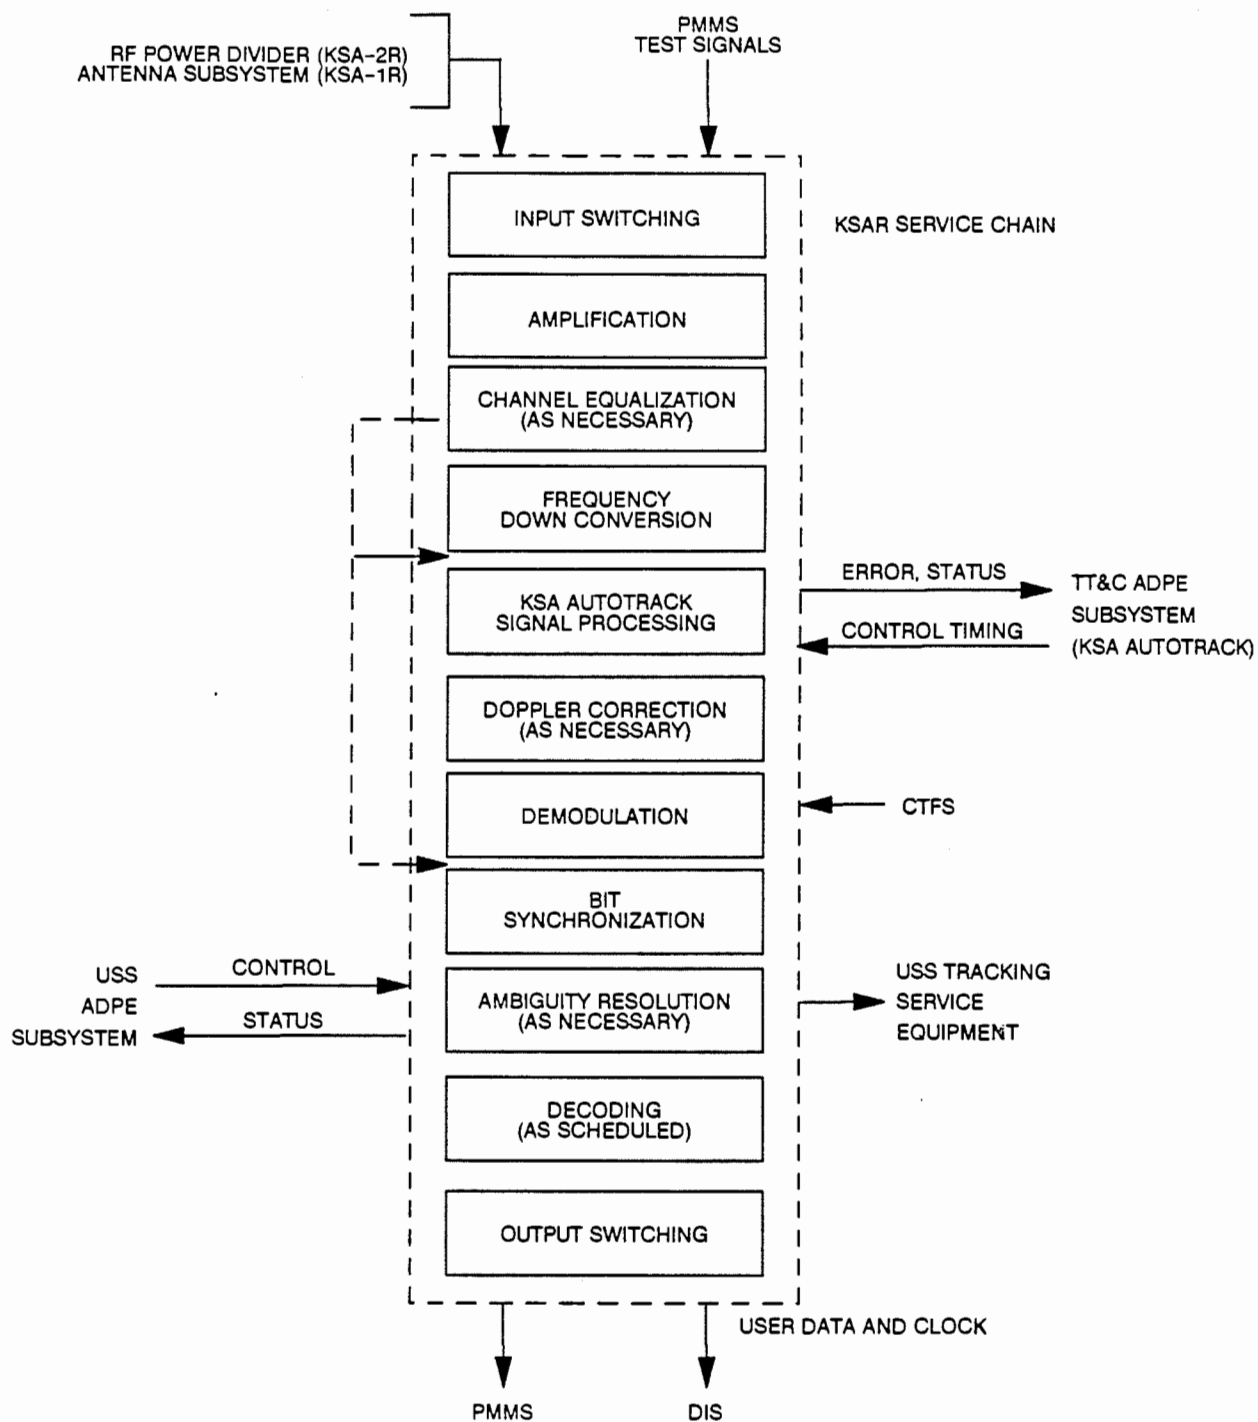 RF POWER DIVIDER (KSA-2R)
ANTENNA SUBSYSTEM (KSA-1R)
PMMS
TEST SIGNALS
INPUT SWITCHING
KSAR SERVICE CHAIN
AMPLIFICATION
CHANNEL EQUALIZATION
(AS NECESSARY)
FREQUENCY
DOWN CONVERSION
KSA AUTOTRACK
SIGNAL PROCESSING
ERROR, STATUS
CONTROL TIMING
TT&C ADPE
SUBSYSTEM
(KSA AUTOTRACK)
DOPPLER CORRECTION
(AS NECESSARY)
DEMODULATION
CTFS
BIT
SYNCHRONIZATION
USS
ADPE
SUBSYSTEM
CONTROL
STATUS
AMBIGUITY RESOLUTION
(AS NECESSARY)
USS TRACKING
SERVICE
EQUIPMENT
DECODING
(AS SCHEDULED)
OUTPUT SWITCHING
USER DATA AND CLOCK
PMMS
DIS